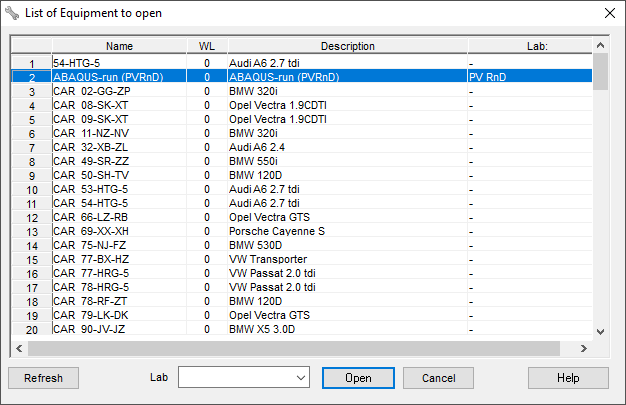 List of Equipment to open
Name WL Description Lab:
1 54-HTG-5 0 Audi A6 2.7 tdi -
2 ABAQUS-run (PVRnD) 0 ABAQUS-run (PVRnD) PV RnD
3 CAR 02-GG-ZP 0 BMW 320i -
4 CAR 08-SK-XT 0 Opel Vectra 1.9CDTI -
5 CAR 09-SK-XT 0 Opel Vectra 1.9CDTI -
6 CAR 11-NZ-NV 0 BMW 320i -
7 CAR 32-XB-ZL 0 Audi A6 2.4 -
8 CAR 49-SR-ZZ 0 BMW 550i -
9 CAR 50-SH-TV 0 BMW 120D -
10 CAR 53-HTG-5 0 Audi A6 2.7 tdi -
11 CAR 54-HTG-5 0 Audi A6 2.7 tdi -
12 CAR 66-LZ-RB 0 Opel Vectra GTS -
13 CAR 69-XX-XH 0 Porsche Cayenne S -
14 CAR 75-NJ-FZ 0 BMW 530D -
15 CAR 77-BX-HZ 0 VW Transporter -
16 CAR 77-HRG-5 0 VW Passat 2.0 tdi -
17 CAR 78-HRG-5 0 VW Passat 2.0 tdi -
18 CAR 78-RF-ZT 0 BMW 120D -
19 CAR 79-LK-DK 0 Opel Vectra GTS -
20 CAR 90-JV-JZ 0 BMW X5 3.0D -
Refresh Lab Open Cancel Help